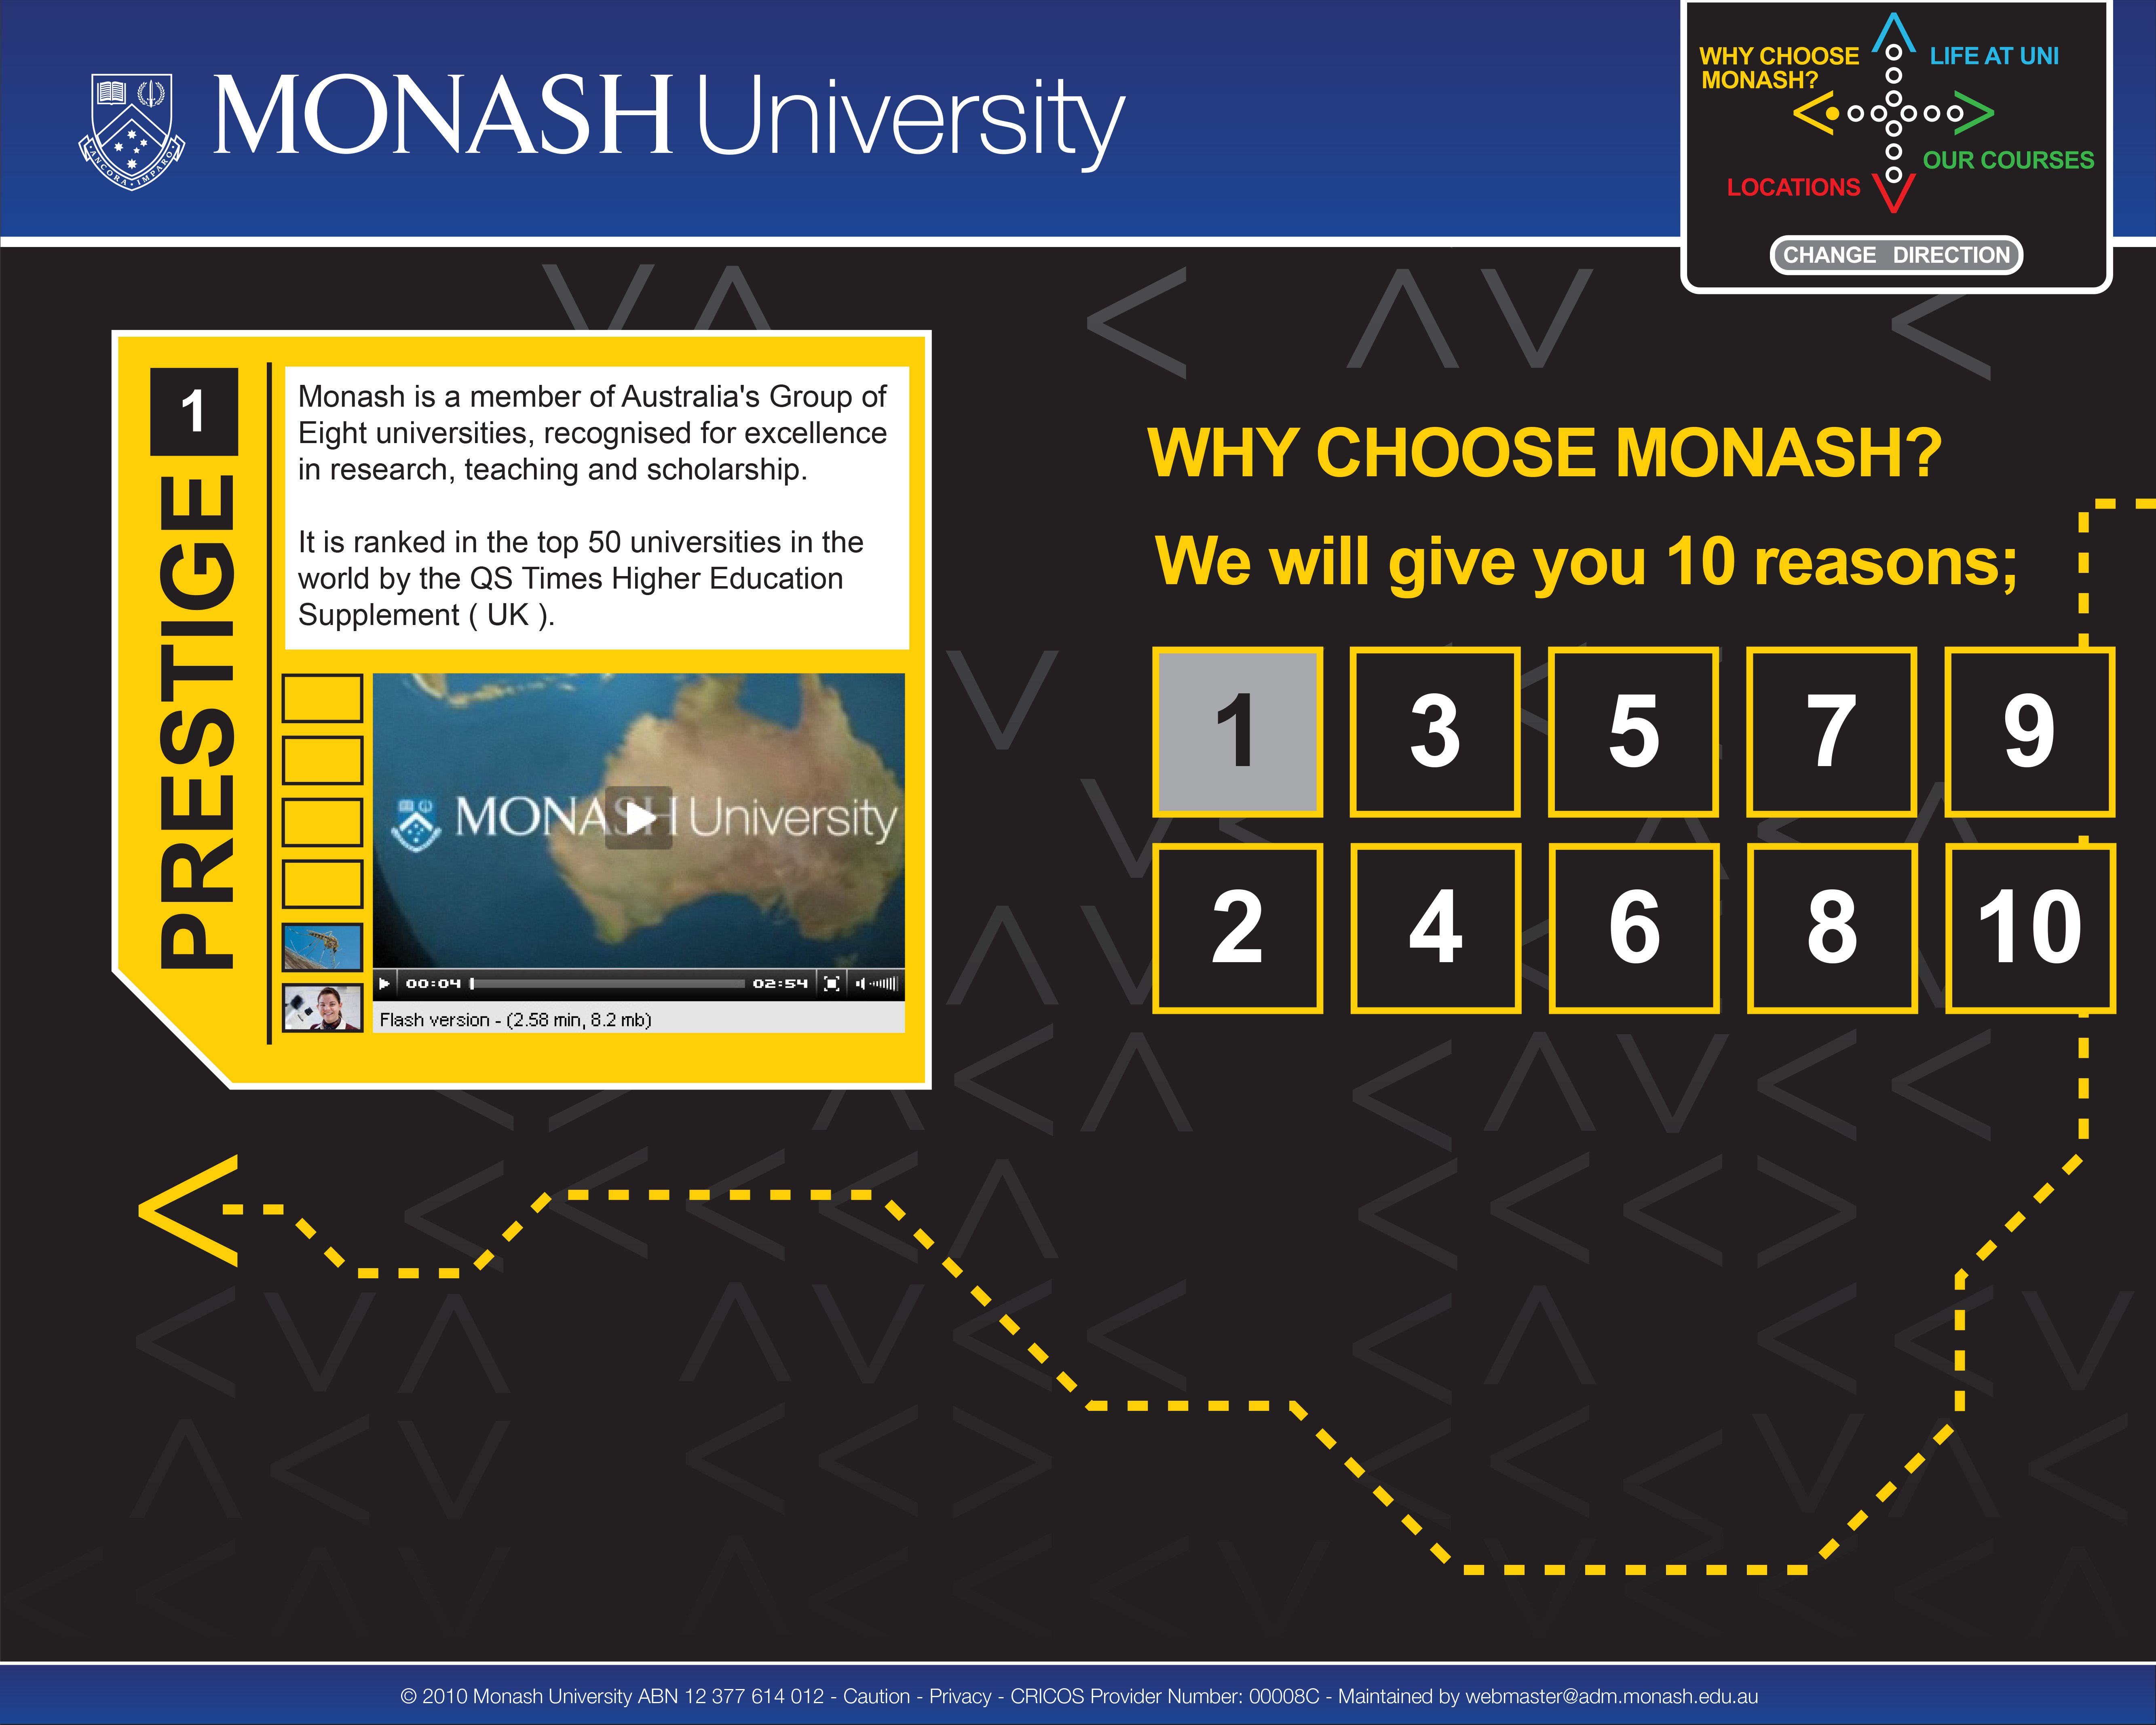 MONASH University
ANCORA IMPARO
WHY CHOOSE
MONASH?
LIFE AT UNI
OUR COURSES
LOCATIONS
CHANGE DIRECTION
1
PRESTIGE
Monash is a member of Australia's Group of
Eight universities, recognised for excellence
in research, teaching and scholarship.
It is ranked in the top 50 universities in the
world by the QS Times Higher Education
Supplement ( UK ).
MONASH University
00:04
02:54
Flash version - (2.58 min, 8.2 mb)
WHY CHOOSE MONASH?
We will give you 10 reasons;
1 3 5 7 9
2 4 6 8 10
© 2010 Monash University ABN 12 377 614 012 - Caution - Privacy - CRICOS Provider Number: 00008C - Maintained by webmaster@adm.monash.edu.au